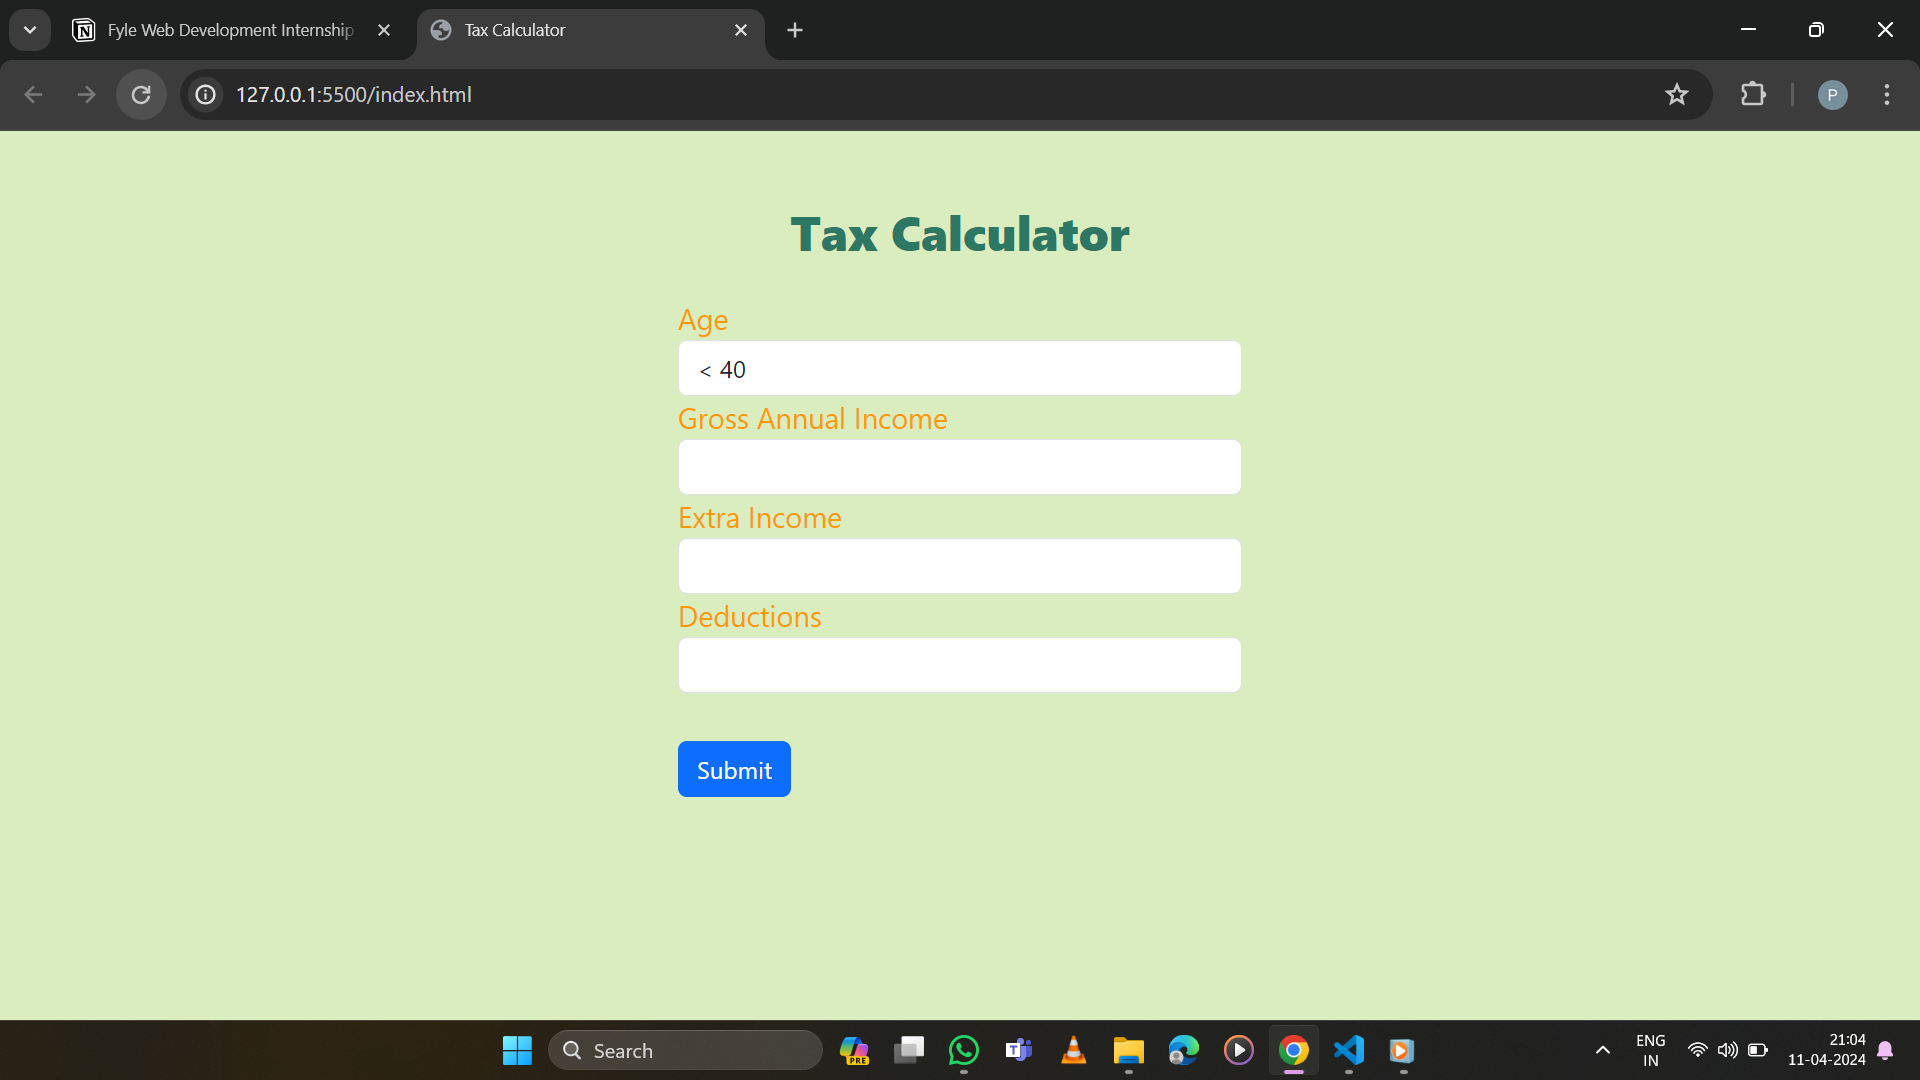 Fyle Web Development Internship
Tax Calculator
127.0.0.1:5500/index.html
P
Tax Calculator
Age
< 40
Gross Annual Income
Extra Income
Deductions
Submit
Search
PRE
ENG
IN
21:04
11-04-2024